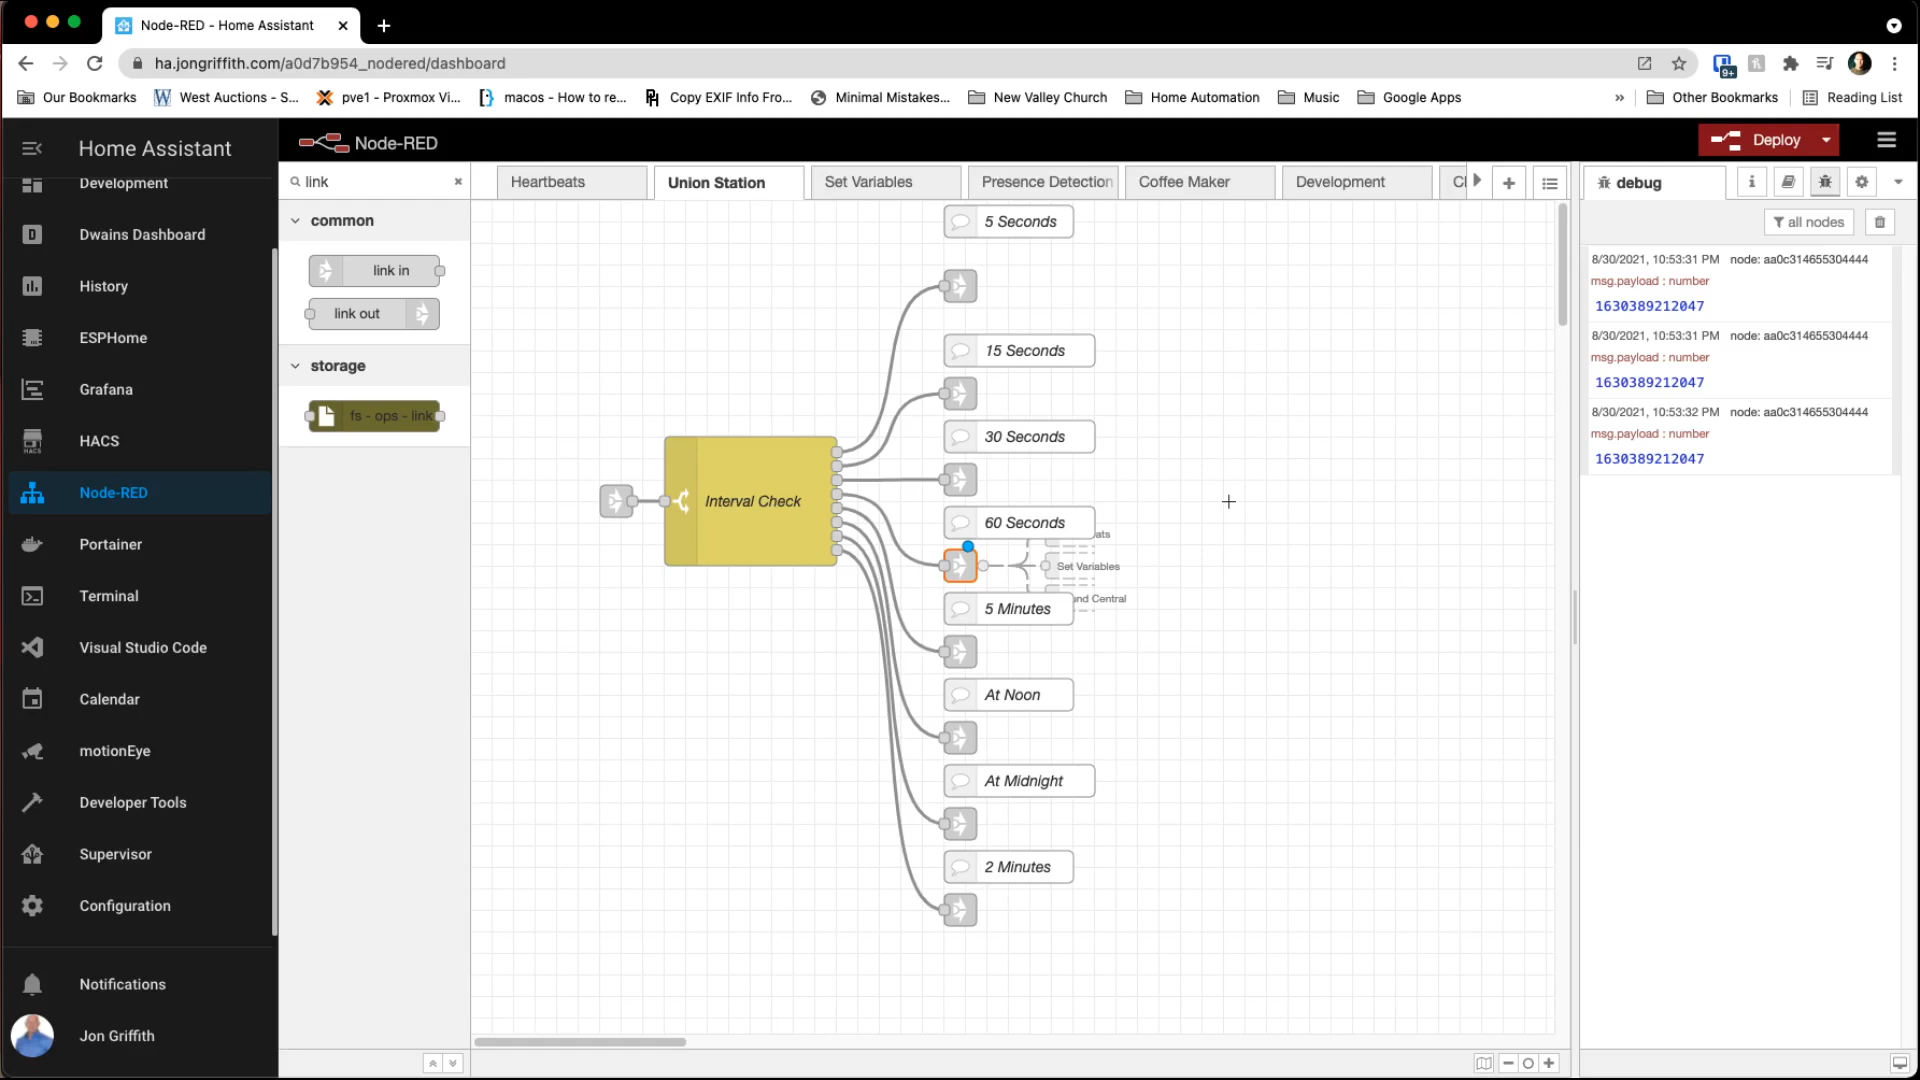 Node-RED - Home Assistant
ha.jongriffith.com/a0d7b954_nodered/dashboard
9+
Our Bookmarks
West Auctions - S...
pve1 - Proxmox Vi...
macos - How to re...
Copy EXIF Info Fro...
Minimal Mistakes...
New Valley Church
Home Automation
Music
Google Apps
»
Other Bookmarks
Reading List
Home Assistant
Development
Dwains Dashboard
History
ESPHome
Grafana
HACS
HACS
Node-RED
Portainer
Terminal
Visual Studio Code
Calendar
motionEye
Developer Tools
Supervisor
Configuration
Notifications
Jon Griffith
Node-RED
Deploy
link
common
link in
link out
storage
fs - ops - link
Heartbeats
Union Station
Set Variables
Presence Detection
Coffee Maker
Development
5 Seconds
15 Seconds
30 Seconds
60 Seconds
ats
Interval Check
Set Variables
und Central
5 Minutes
At Noon
At Midnight
2 Minutes
debug
all nodes
8/30/2021, 10:53:31 PM node: aa0c314655304444
msg.payload : number
1630389212047
8/30/2021, 10:53:31 PM node: aa0c314655304444
msg.payload : number
1630389212047
8/30/2021, 10:53:32 PM node: aa0c314655304444
msg.payload : number
1630389212047